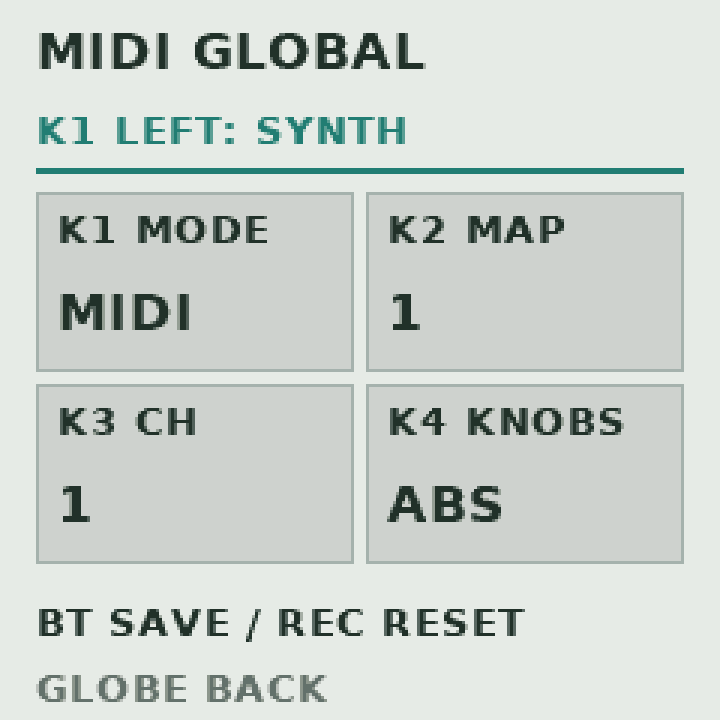 MIDI GLOBAL
K1 LEFT: SYNTH
K1 MODE
MIDI
K2 MAP
1
K3 CH
1
K4 KNOBS
ABS
BT SAVE / REC RESET
GLOBE BACK